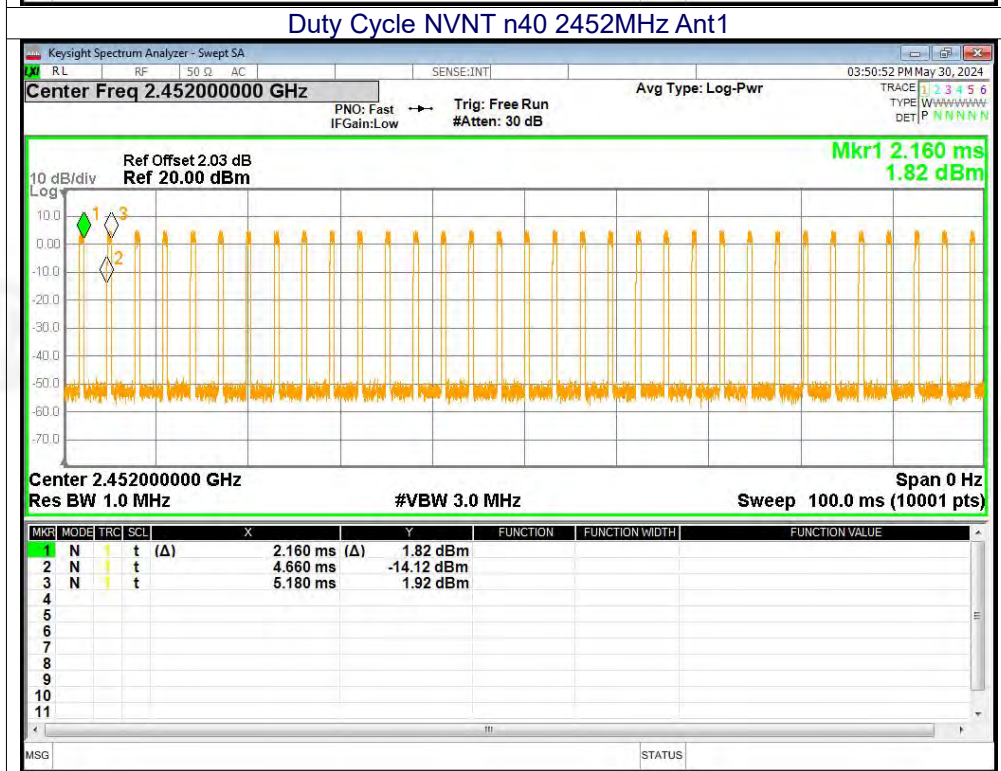 Duty Cycle NVNT n40 2452MHz Ant1
Keysight Spectrum Analyzer - Swept SA
LXI RL RF 50 Ω AC SENSE:INT 03:50:52 PM May 30, 2024
Center Freq 2.452000000 GHz Avg Type: Log-Pwr TRACE 1 2 3 4 5 6
PNO: Fast Trig: Free Run TYPE WWWWWWW
IFGain:Low #Atten: 30 dB DET P N N N N N
Mkr1 2.160 ms
Ref Offset 2.03 dB
10 dB/div Ref 20.00 dBm 1.82 dBm
Log
10.0
1 3
0.00
2
-10.0
-20.0
-30.0
-40.0
-50.0
-60.0
-70.0
Center 2.452000000 GHz Span 0 Hz
Res BW 1.0 MHz #VBW 3.0 MHz Sweep 100.0 ms (10001 pts)
MKR MODE TRC SCL X Y FUNCTION FUNCTION WIDTH FUNCTION VALUE
1 N 1 t (Δ) 2.160 ms (Δ) 1.82 dBm
2 N 1 t 4.660 ms -14.12 dBm
3 N 1 t 5.180 ms 1.92 dBm
4
5
6
7
8
9
10
11
MSG STATUS